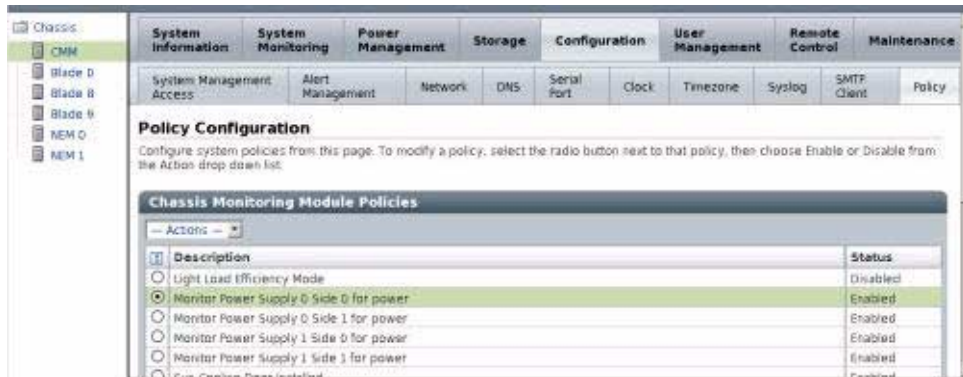 Chassis
CMM
Blade 0
Blade 8
Blade 9
NEM 0
NEM 1
System Information
System Monitoring
Power Management
Storage
Configuration
User Management
Remote Control
Maintenance
System Management Access
Alert Management
Network
DNS
Serial Port
Clock
Timezone
Syslog
SMTP Client
Policy
Policy Configuration
Configure system policies from this page. To modify a policy, select the radio button next to that policy, then choose Enable or Disable from
the Action drop down list.
Chassis Monitoring Module Policies
— Actions —
Description Status
Light Load Efficiency Mode Disabled
Monitor Power Supply 0 Side 0 for power Enabled
Monitor Power Supply 0 Side 1 for power Enabled
Monitor Power Supply 1 Side 0 for power Enabled
Monitor Power Supply 1 Side 1 for power Enabled